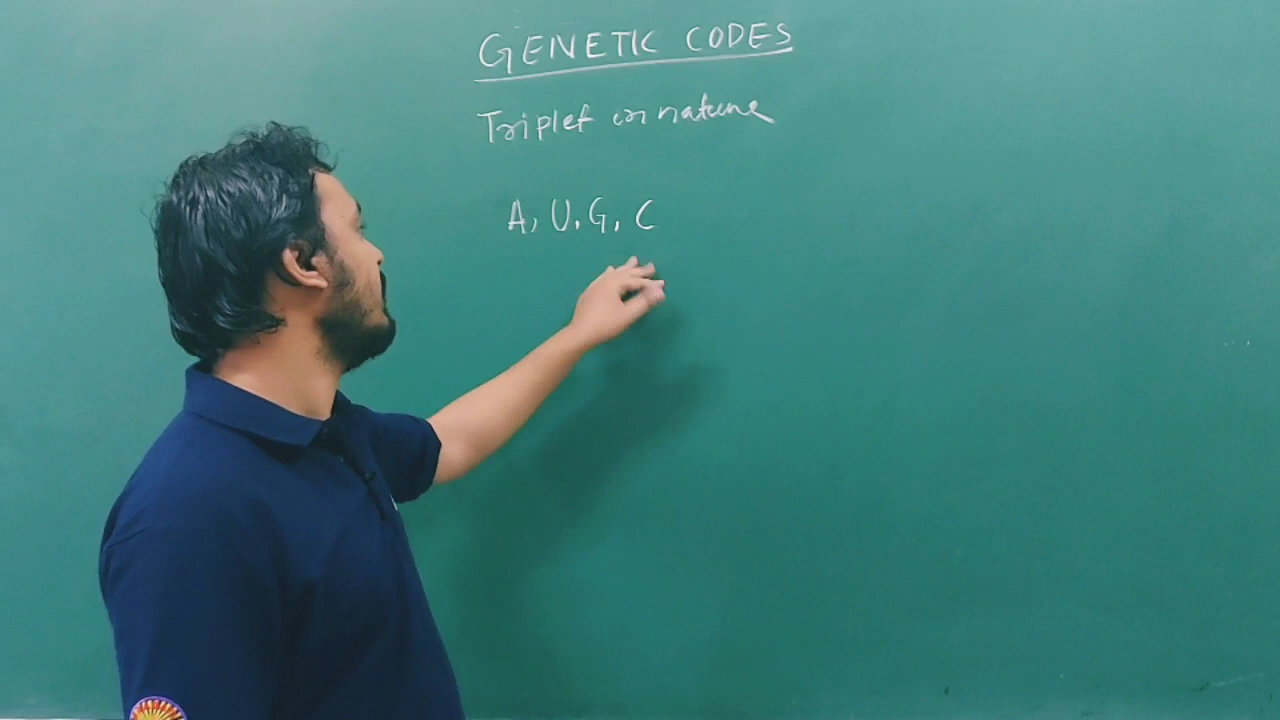 GENETIC CODES
Triplet in nature
A, U, G, C